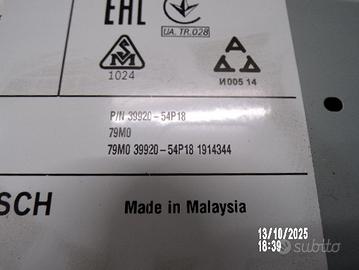 EAC
UA.TR.028
SM
1024
И005 14
P/N 39920-54P18
79M0
79M0 39920-54P18 1914344
SCH
Made in Malaysia
13/10/2025
18:39
subito